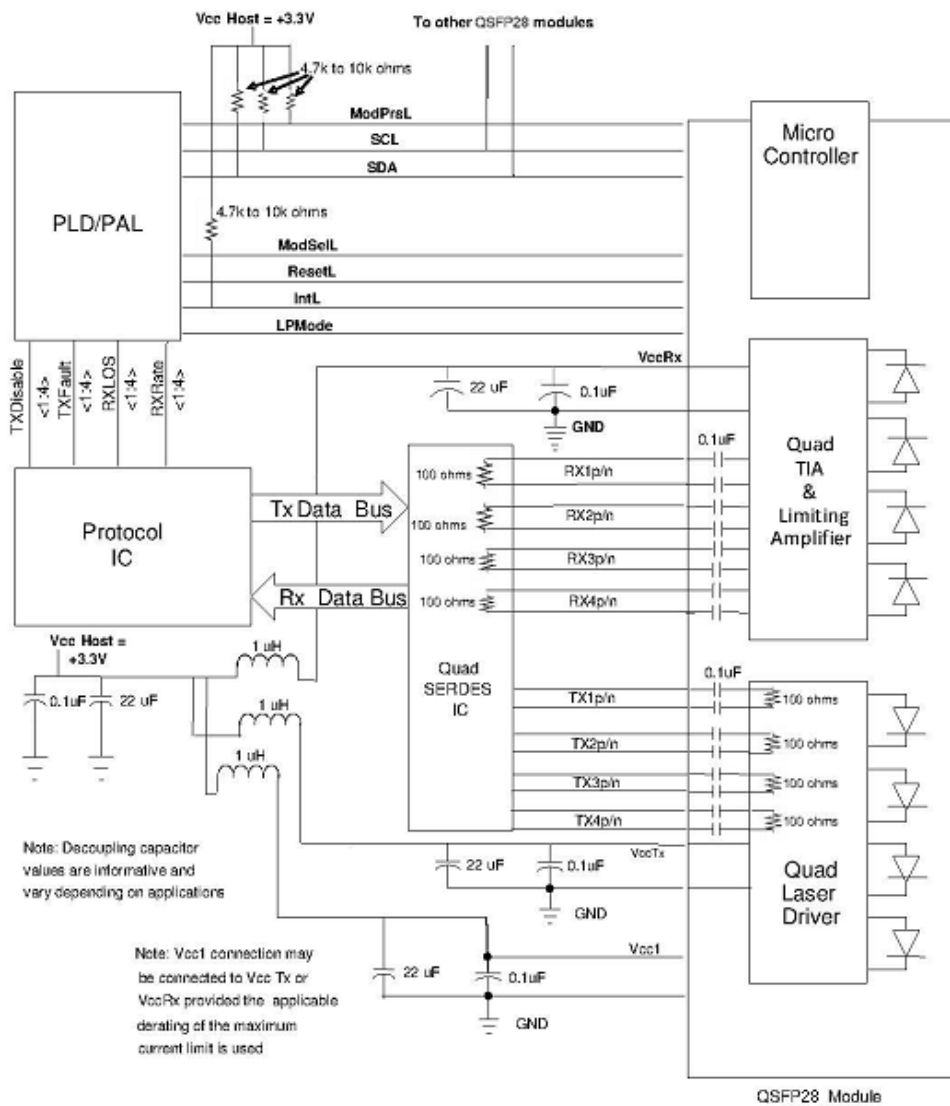 Vcc Host = +3.3V
To other QSFP28 modules
4.7k to 10k ohms
ModPrsL
SCL
SDA
Micro
Controller
PLD/PAL
4.7k to 10k ohms
ModSelL
ResetL
IntL
LPMode
TXDisable
<1:4>
TXFault
<1:4>
RXLOS
<1:4>
RXRate
<1:4>
VccRx
22 uF
0.1uF
GND
0.1uF
Quad
TIA
&
Limiting
Amplifier
100 ohms
RX1p/n
100 ohms
RX2p/n
100 ohms
RX3p/n
100 ohms
RX4p/n
Tx Data Bus
Protocol
IC
Rx Data Bus
Vcc Host =
+3.3V
0.1uF
22 uF
1 uH
1 uH
1 uH
Quad
SERDES
IC
0.1uF
TX1p/n
100 ohms
TX2p/n
100 ohms
TX3p/n
100 ohms
TX4p/n
100 ohms
VccTx
22 uF
0.1uF
GND
Quad
Laser
Driver
Note: Decoupling capacitor
values are informative and
vary depending on applications
Vcc1
22 uF
0.1uF
GND
Note: Vcc1 connection may
be connected to Vcc Tx or
VccRx provided the applicable
derating of the maximum
current limit is used
QSFP28 Module